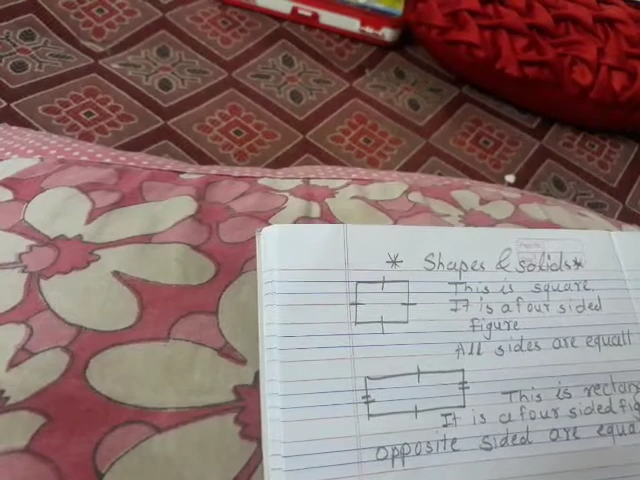 * Shapes & Solids *
This is square.
It is a four sided
figure
All sides are equall
This is rectan
It is a four sided fig
opposite sided are equa